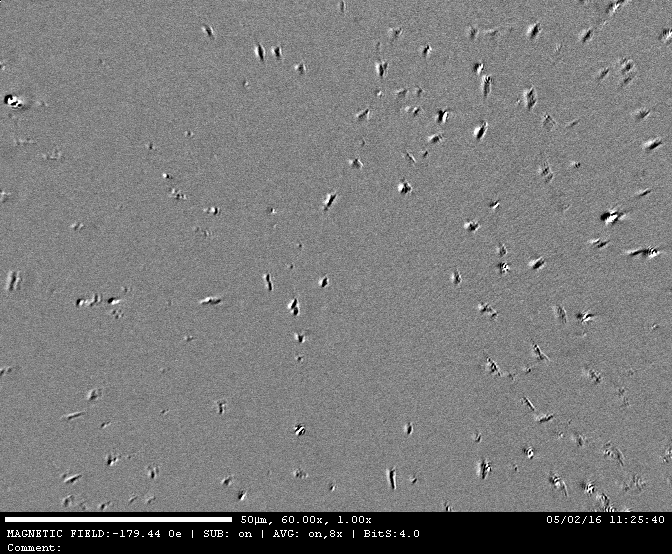 50µm, 60.00x, 1.00x 05/02/16 11:25:40
MAGNETIC FIELD:-179.44 Oe | SUB: on | AVG: on,8x | BitS:4.0
Comment: